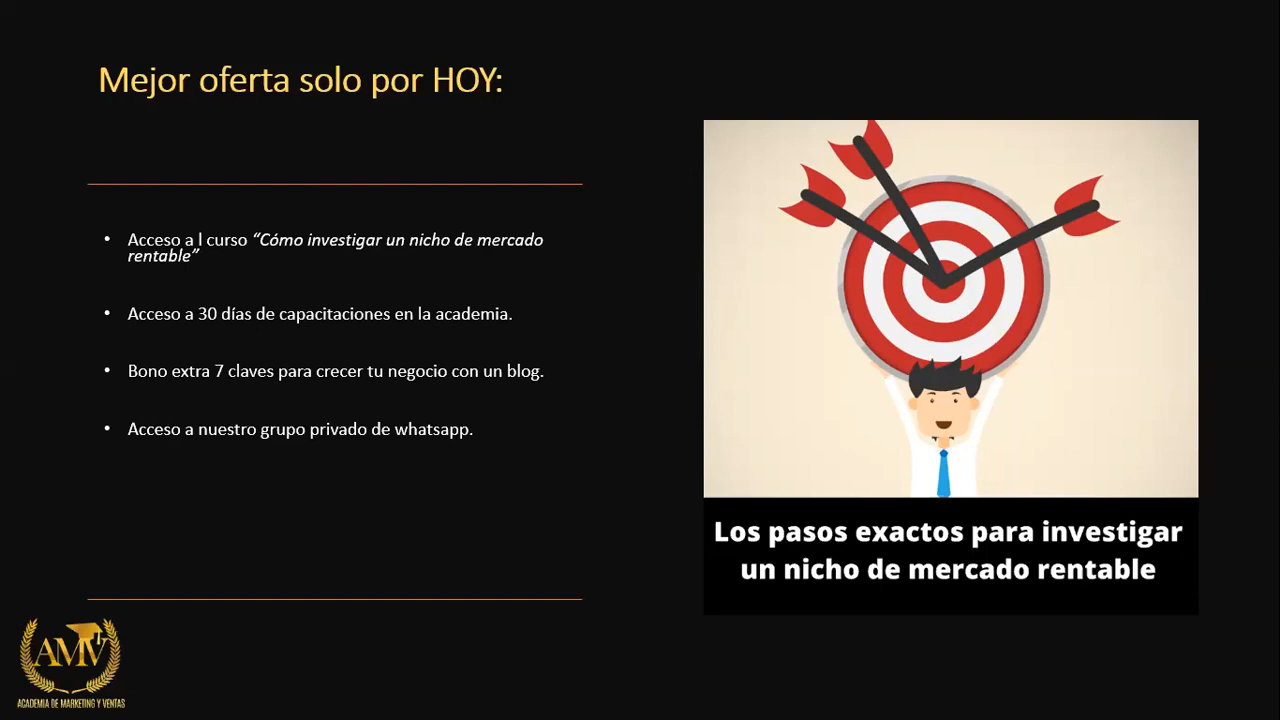 Mejor oferta solo por HOY:
• Acceso a l curso “Cómo investigar un nicho de mercado
rentable”
• Acceso a 30 días de capacitaciones en la academia.
• Bono extra 7 claves para crecer tu negocio con un blog.
• Acceso a nuestro grupo privado de whatsapp.
Los pasos exactos para investigar
un nicho de mercado rentable
AMV
ACADEMIA DE MARKETING Y VENTAS